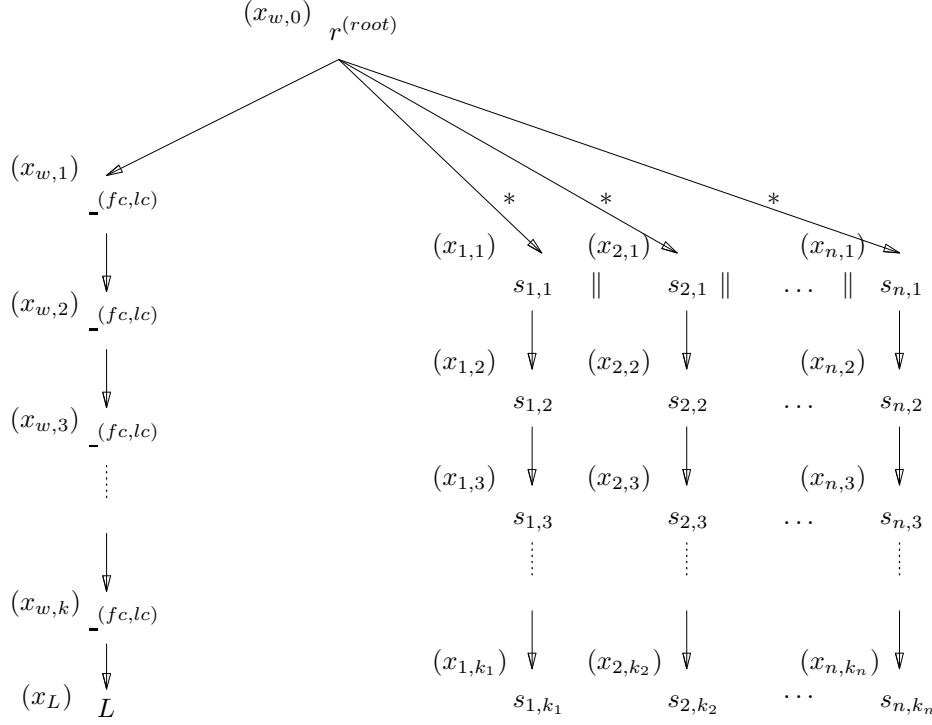 (x_{w,0}) r^{(root)}
(x_{w,1})
_^{(fc,lc)}
* * *
(x_{1,1}) (x_{2,1}) (x_{n,1})
s_{1,1} || s_{2,1} || … || s_{n,1}
(x_{w,2}) _^{(fc,lc)}
(x_{1,2}) (x_{2,2}) (x_{n,2})
s_{1,2} s_{2,2} … s_{n,2}
(x_{w,3}) _^{(fc,lc)}
(x_{1,3}) (x_{2,3}) (x_{n,3})
s_{1,3} s_{2,3} … s_{n,3}
(x_{w,k}) _^{(fc,lc)}
(x_{1,k_1}) (x_{2,k_2}) (x_{n,k_n})
(x_L) L s_{1,k_1} s_{2,k_2} … s_{n,k_n}